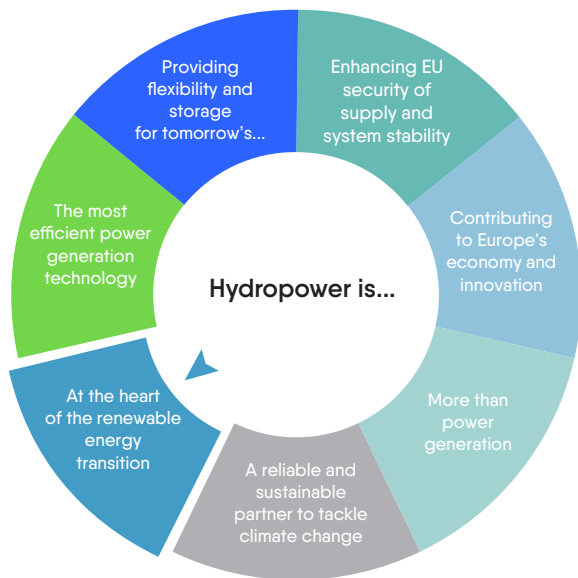 Providing
flexibility and
storage
for tomorrow's...
Enhancing EU
security of
supply and
system stability
The most
efficient power
generation
technology
Contributing
to Europe's
economy and
innovation
Hydropower is...
At the heart
of the renewable
energy
transition
More than
power
generation
A reliable and
sustainable
partner to tackle
climate change